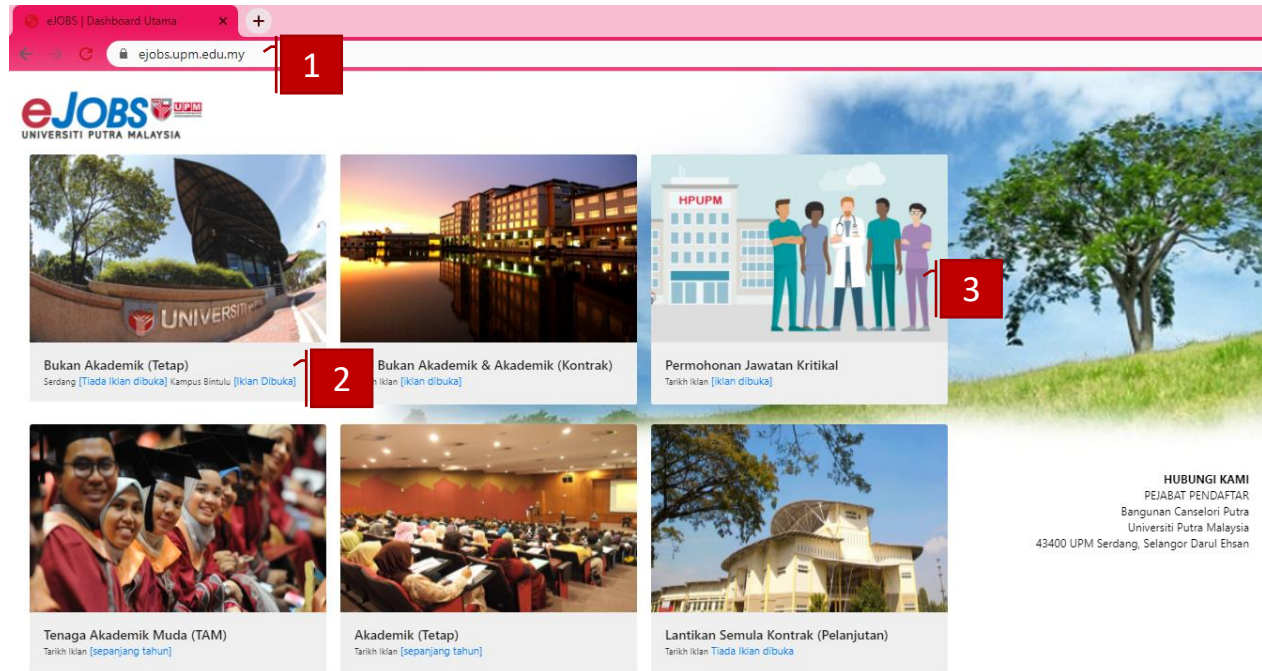 eJOBS | Dashboard Utama
ejobs.upm.edu.my
1
eJOBS UPM
UNIVERSITI PUTRA MALAYSIA
UNIVERSITI
HPUPM
3
Bukan Akademik (Tetap)
Serdang [Tiada Iklan dibuka] Kampus Bintulu [Iklan Dibuka]
2
Bukan Akademik & Akademik (Kontrak)
Iklan [iklan dibuka]
Permohonan Jawatan Kritikal
Tarikh Iklan [iklan dibuka]
HUBUNGI KAMI
PEJABAT PENDAFTAR
Bangunan Canselori Putra
Universiti Putra Malaysia
43400 UPM Serdang, Selangor Darul Ehsan
Tenaga Akademik Muda (TAM)
Tarikh Iklan [sepanjang tahun]
Akademik (Tetap)
Tarikh Iklan [sepanjang tahun]
Lantikan Semula Kontrak (Pelanjutan)
Tarikh Iklan Tiada Iklan dibuka